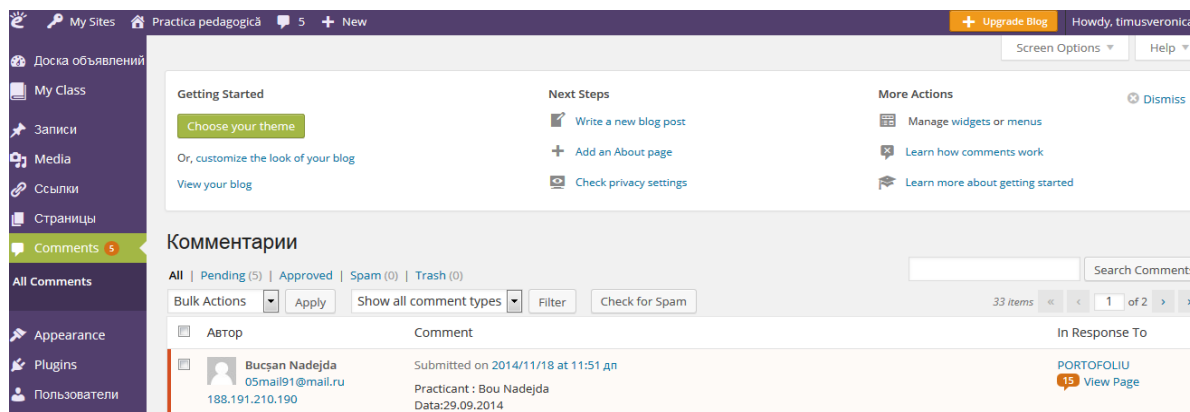 My Sites Practica pedagogică 5 + New Upgrade Blog Howdy, timusveronica
Screen Options Help
Доска объявлений
My Class
Записи
Media
Ссылки
Страницы
Comments 5
All Comments
Appearance
Plugins
Пользователи
Getting Started
Choose your theme
Or, customize the look of your blog
View your blog
Next Steps
Write a new blog post
Add an About page
Check privacy settings
More Actions
Manage widgets or menus
Learn how comments work
Learn more about getting started
Dismiss
Комментарии
All | Pending (5) | Approved | Spam (0) | Trash (0)
Search Comments
Bulk Actions Apply Show all comment types Filter Check for Spam
33 items « ‹ 1 of 2 ›
Автор Comment In Response To
Bucșan Nadejda
05mail91@mail.ru
188.191.210.190
Submitted on 2014/11/18 at 11:51 дп
Practicant : Bou Nadejda
Data:29.09.2014
PORTOFOLIU
15 View Page